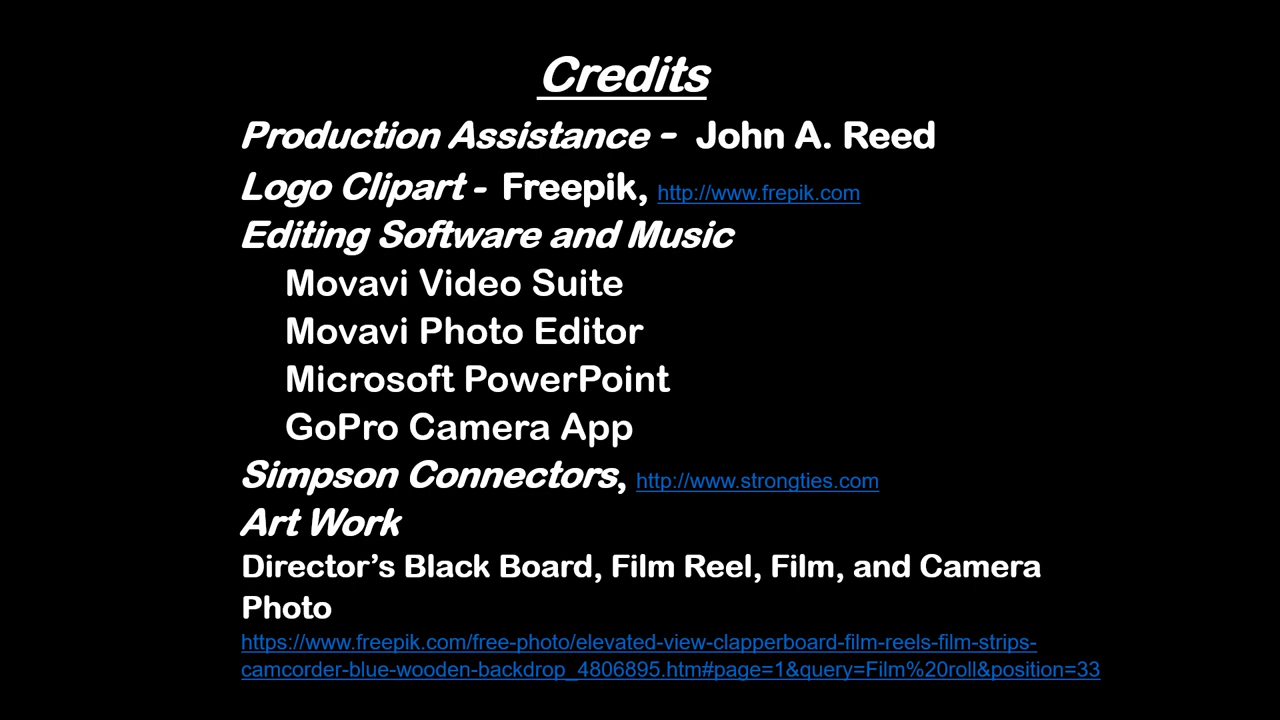 Credits
Production Assistance - John A. Reed
Logo Clipart - Freepik, http://www.frepik.com
Editing Software and Music
Movavi Video Suite
Movavi Photo Editor
Microsoft PowerPoint
GoPro Camera App
Simpson Connectors, http://www.strongties.com
Art Work
Director’s Black Board, Film Reel, Film, and Camera
Photo
https://www.freepik.com/free-photo/elevated-view-clapperboard-film-reels-film-strips-
camcorder-blue-wooden-backdrop_4806895.htm#page=1&query=Film%20roll&position=33